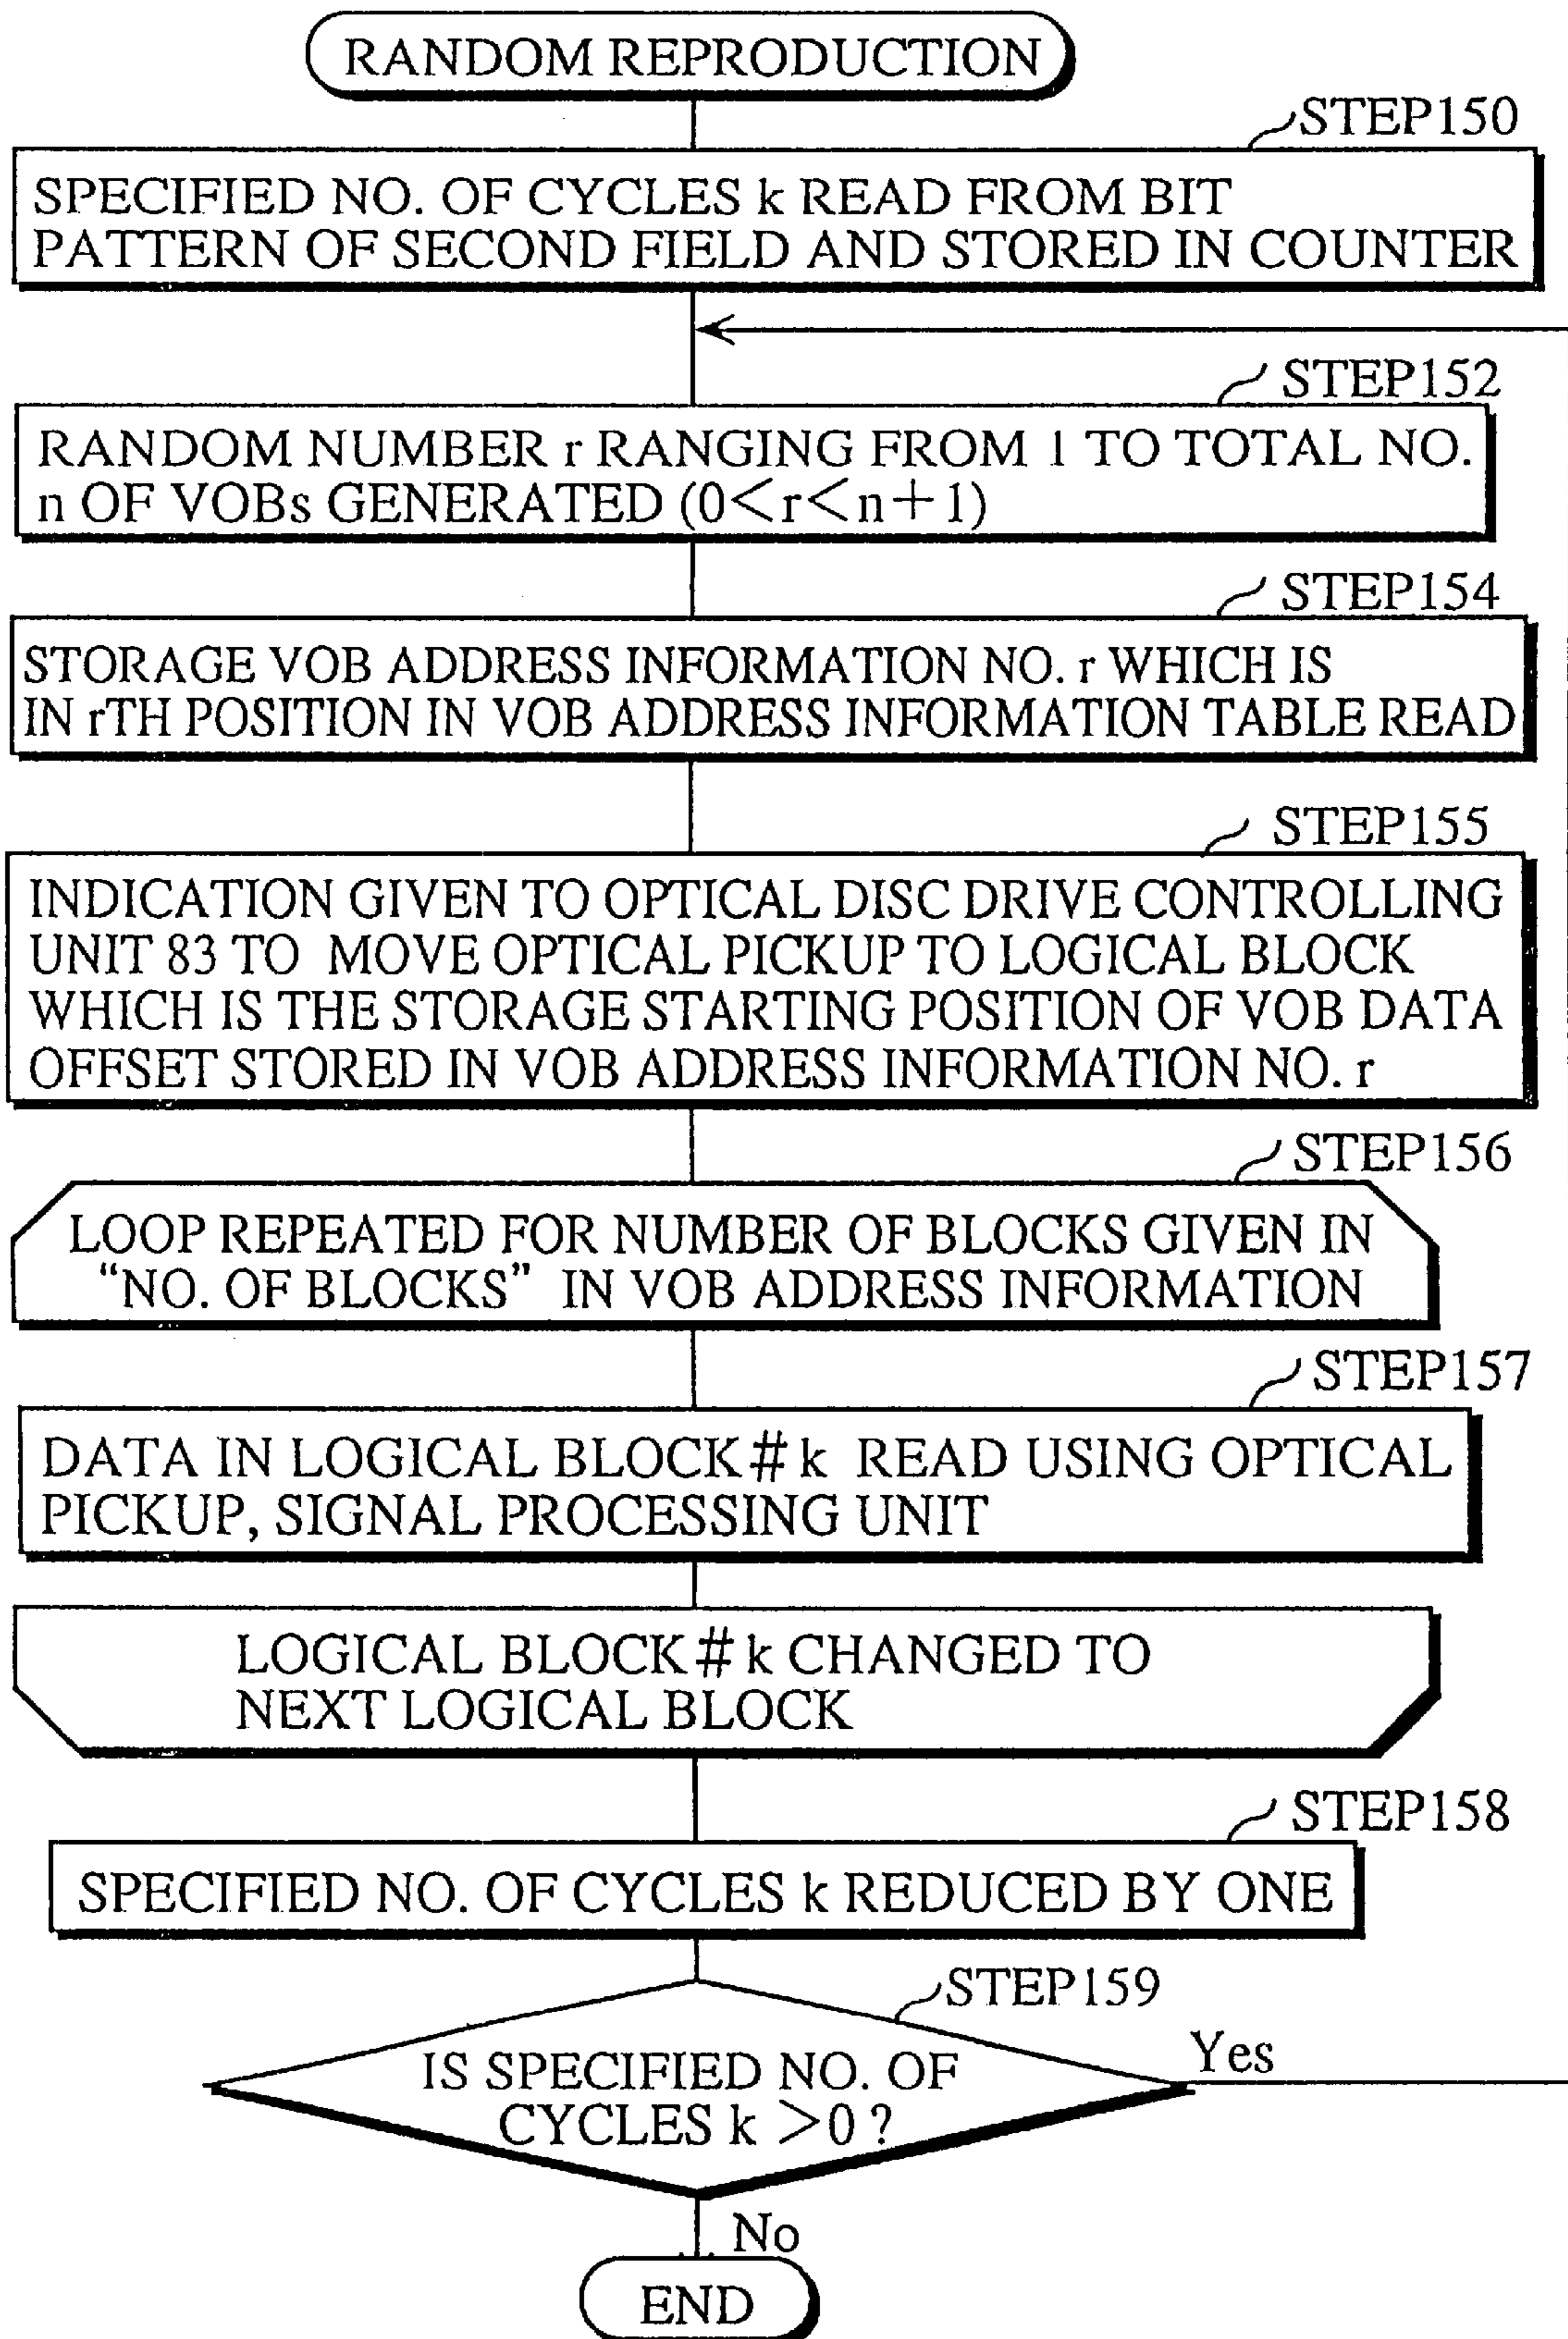 RANDOM REPRODUCTION
STEP150
SPECIFIED NO. OF CYCLES k READ FROM BIT
PATTERN OF SECOND FIELD AND STORED IN COUNTER
STEP152
RANDOM NUMBER r RANGING FROM 1 TO TOTAL NO.
n OF VOBs GENERATED (0<r<n+1)
STEP154
STORAGE VOB ADDRESS INFORMATION NO. r WHICH IS
IN rTH POSITION IN VOB ADDRESS INFORMATION TABLE READ
STEP155
INDICATION GIVEN TO OPTICAL DISC DRIVE CONTROLLING
UNIT 83 TO MOVE OPTICAL PICKUP TO LOGICAL BLOCK
WHICH IS THE STORAGE STARTING POSITION OF VOB DATA
OFFSET STORED IN VOB ADDRESS INFORMATION NO. r
STEP156
LOOP REPEATED FOR NUMBER OF BLOCKS GIVEN IN
“NO. OF BLOCKS” IN VOB ADDRESS INFORMATION
STEP157
DATA IN LOGICAL BLOCK#k READ USING OPTICAL
PICKUP, SIGNAL PROCESSING UNIT
LOGICAL BLOCK#k CHANGED TO
NEXT LOGICAL BLOCK
STEP158
SPECIFIED NO. OF CYCLES k REDUCED BY ONE
STEP159
IS SPECIFIED NO. OF
CYCLES k >0 ?
Yes
No
END